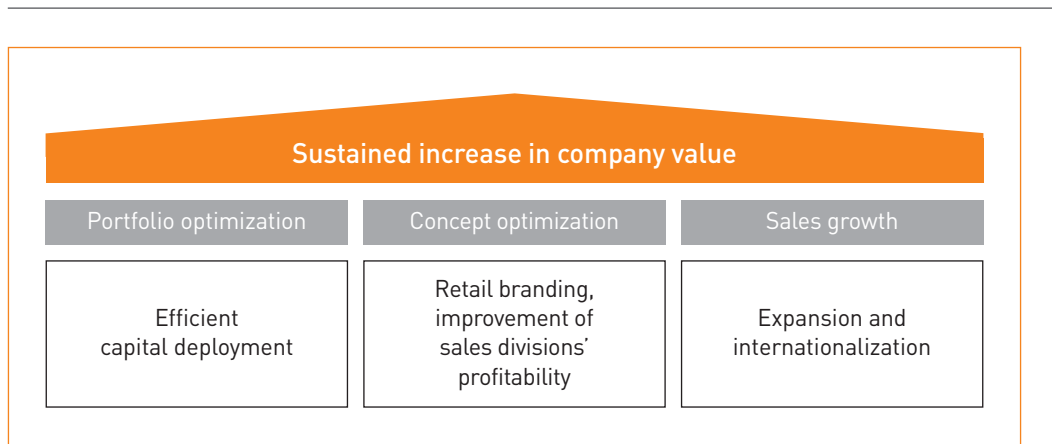 Sustained increase in company value
Portfolio optimization
Concept optimization
Sales growth
Efficient
capital deployment
Retail branding,
improvement of
sales divisions’
profitability
Expansion and
internationalization